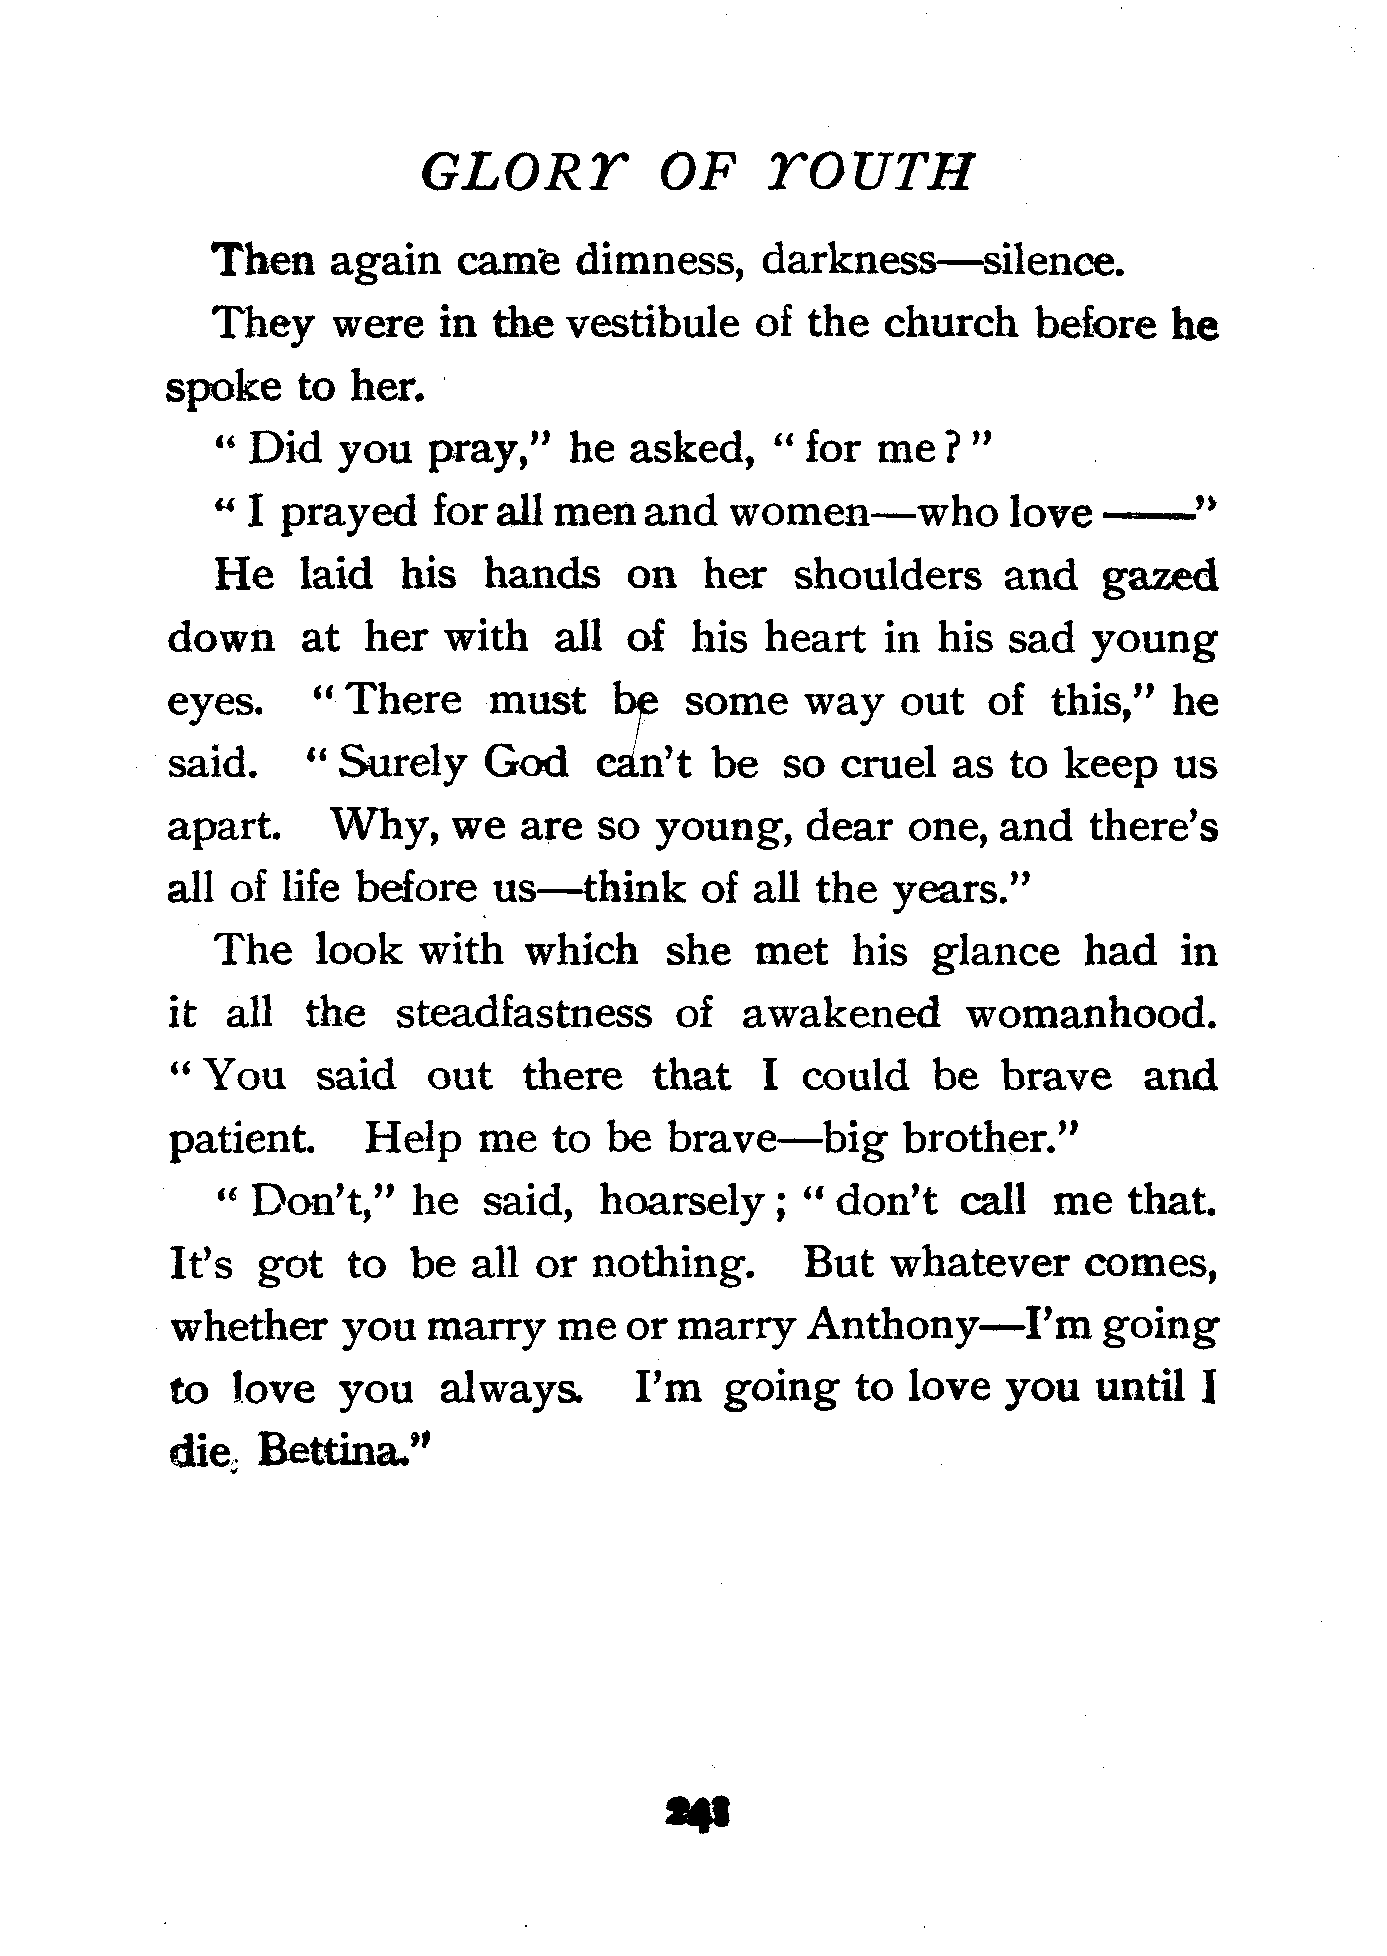 GLORY OF YOUTH
Then again came dimness, darkness—silence.
They were in the vestibule of the church before he
spoke to her.
“ Did you pray,” he asked, “ for me ? ”
“ I prayed for all men and women—who love ——”
He laid his hands on her shoulders and gazed
down at her with all of his heart in his sad young
eyes. “ There must be some way out of this,” he
said. “ Surely God can't be so cruel as to keep us
apart. Why, we are so young, dear one, and there's
all of life before us—think of all the years.”
The look with which she met his glance had in
it all the steadfastness of awakened womanhood.
“ You said out there that I could be brave and
patient. Help me to be brave—big brother.”
“ Don't,” he said, hoarsely ; “ don't call me that.
It's got to be all or nothing. But whatever comes,
whether you marry me or marry Anthony—I'm going
to love you always. I'm going to love you until I
die, Bettina.”
241